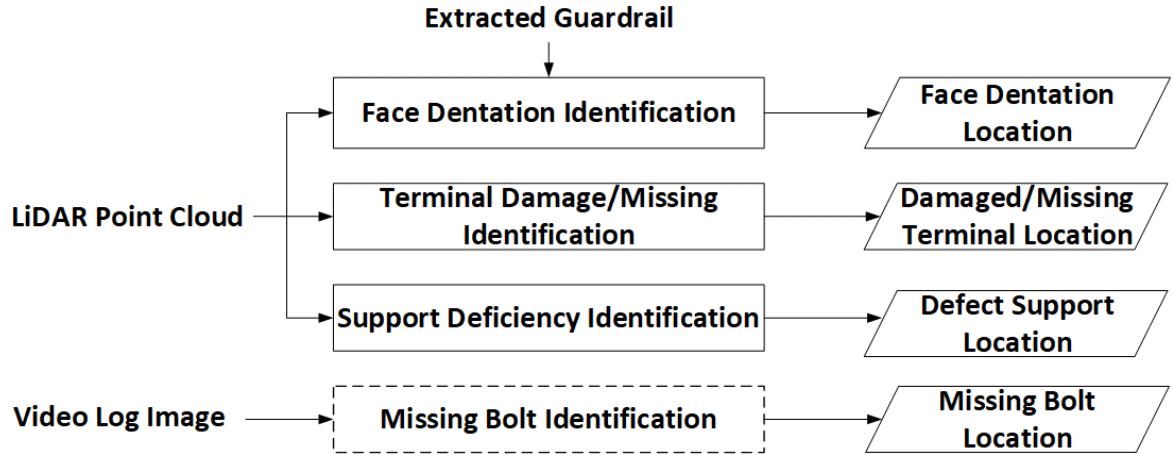 Extracted Guardrail
Face Dentation Identification
Face Dentation
Location
LiDAR Point Cloud
Terminal Damage/Missing
Identification
Damaged/Missing
Terminal Location
Support Deficiency Identification
Defect Support
Location
Video Log Image
Missing Bolt Identification
Missing Bolt
Location